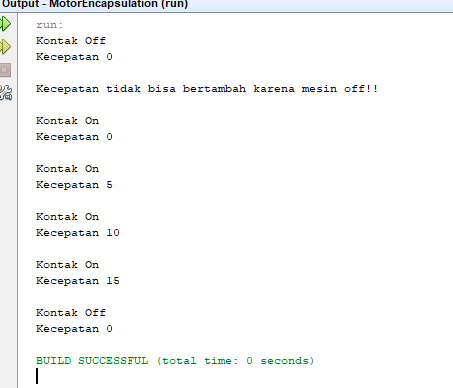 Output - MotorEncapsulation (run)
run:
Kontak Off
Kecepatan 0
Kecepatan tidak bisa bertambah karena mesin off!!
Kontak On
Kecepatan 0
Kontak On
Kecepatan 5
Kontak On
Kecepatan 10
Kontak On
Kecepatan 15
Kontak Off
Kecepatan 0
BUILD SUCCESSFUL (total time: 0 seconds)